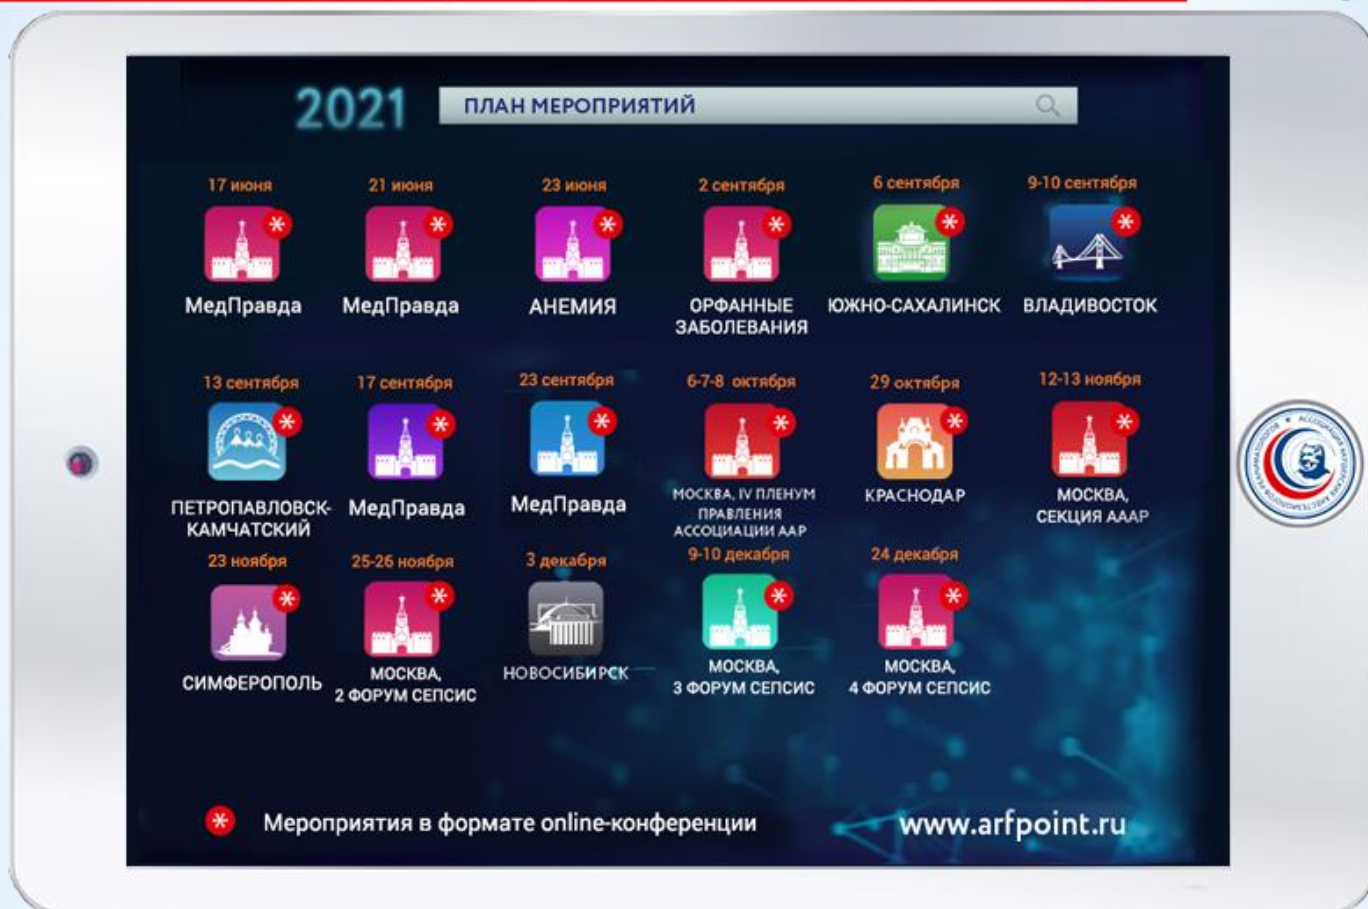 2021
ПЛАН МЕРОПРИЯТИЙ
17 июня
МедПравда
21 июня
МедПравда
23 июня
АНЕМИЯ
2 сентября
ОРФАННЫЕ
ЗАБОЛЕВАНИЯ
6 сентября
ЮЖНО-САХАЛИНСК
9-10 сентября
ВЛАДИВОСТОК
13 сентября
ПЕТРОПАВЛОВСК-
КАМЧАТСКИЙ
17 сентября
МедПравда
23 сентября
МедПравда
6-7-8 октября
МОСКВА, IV ПЛЕНУМ
ПРАВЛЕНИЯ
АССОЦИАЦИИ ААР
29 октября
КРАСНОДАР
12-13 ноября
МОСКВА,
СЕКЦИЯ АААР
23 ноября
СИМФЕРОПОЛЬ
25-26 ноября
МОСКВА,
2 ФОРУМ СЕПСИС
3 декабря
НОВОСИБИРСК
9-10 декабря
МОСКВА,
3 ФОРУМ СЕПСИС
24 декабря
МОСКВА,
4 ФОРУМ СЕПСИС
* Мероприятия в формате online-конференции
www.arfpoint.ru